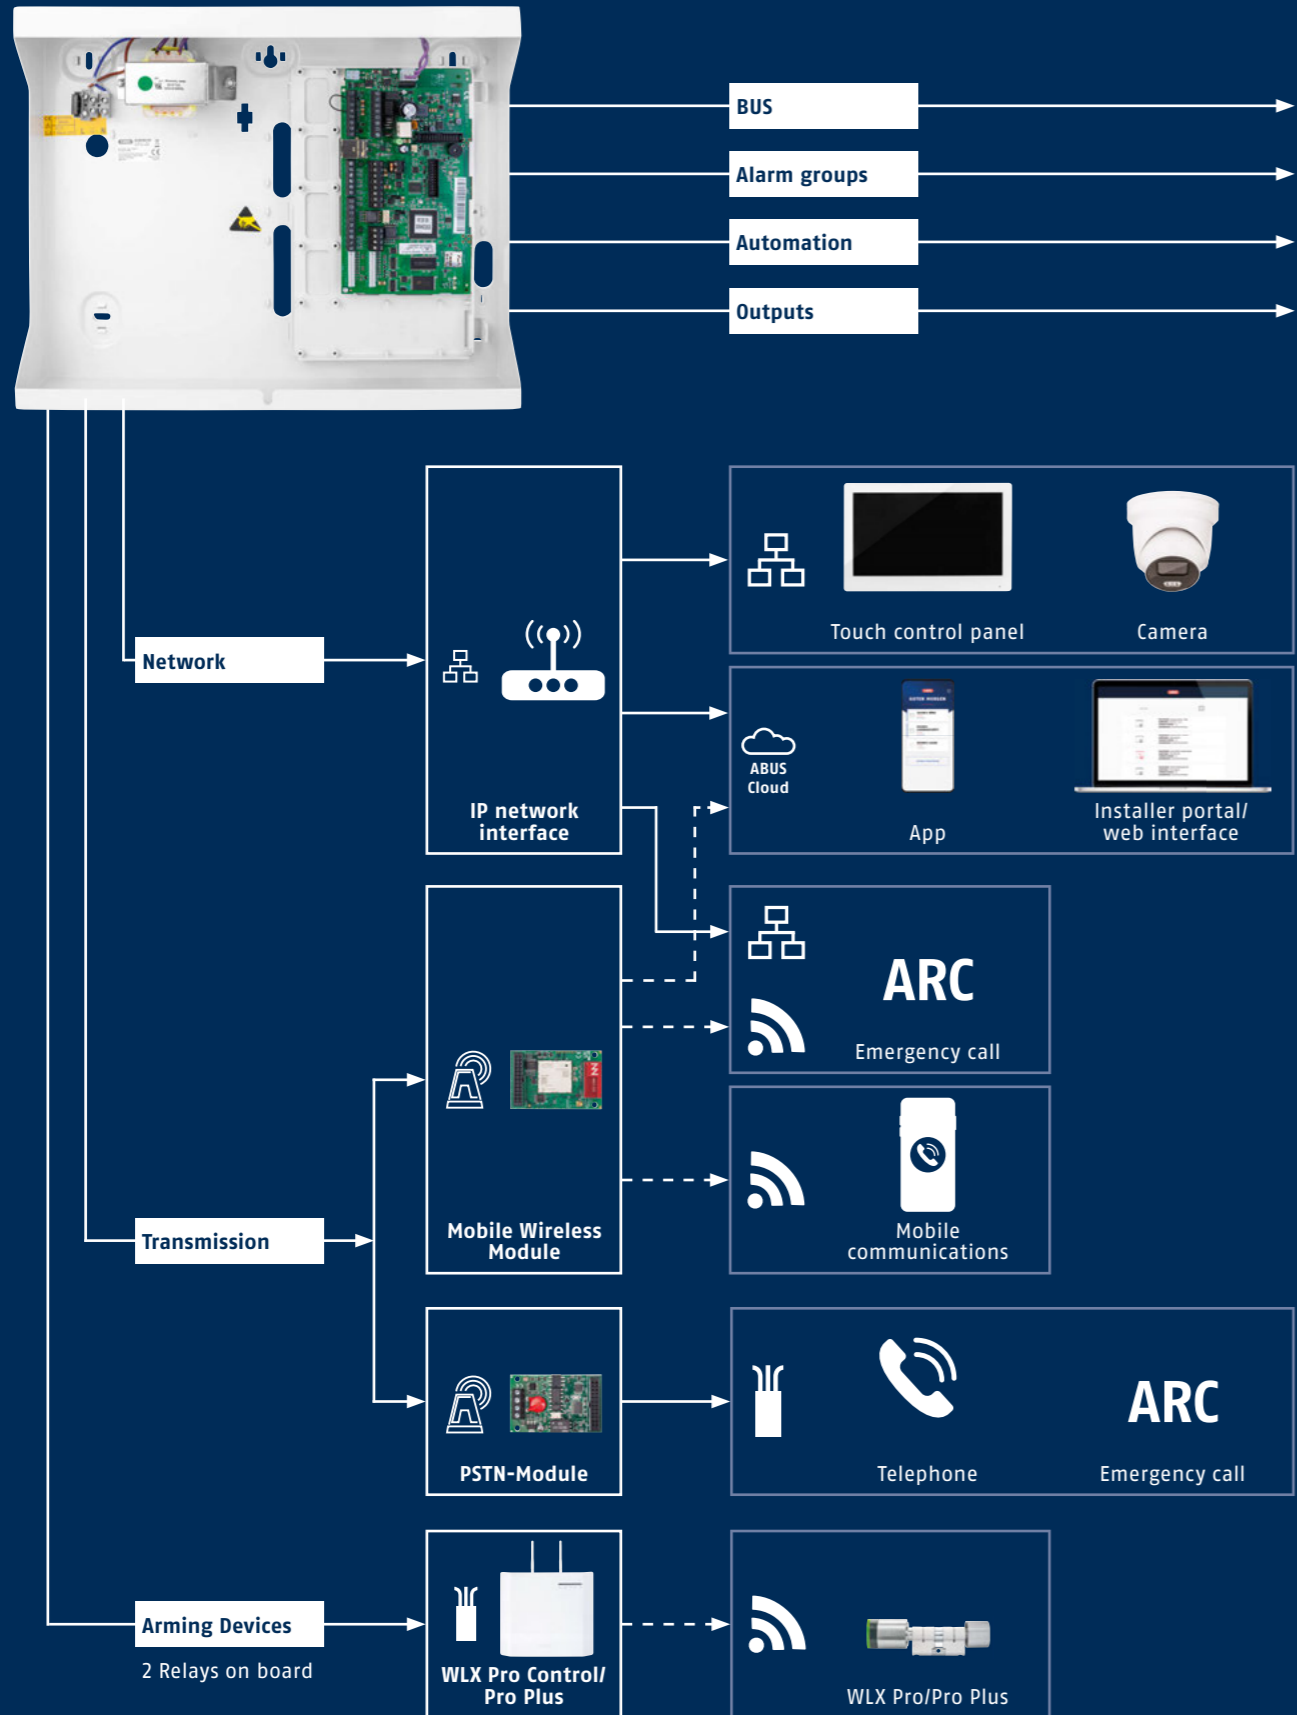 BUS
Alarm groups
Automation
Outputs
Touch control panel
Camera
Network
ABUS
Cloud
GUTEN MORGEN
IP network
interface
App
Installer portal/
web interface
ARC
Emergency call
Mobile Wireless
Module
Mobile
communications
Transmission
PSTN-Module
Telephone
ARC
Emergency call
Arming Devices
2 Relays on board
WLX Pro Control/
Pro Plus
WLX Pro/Pro Plus